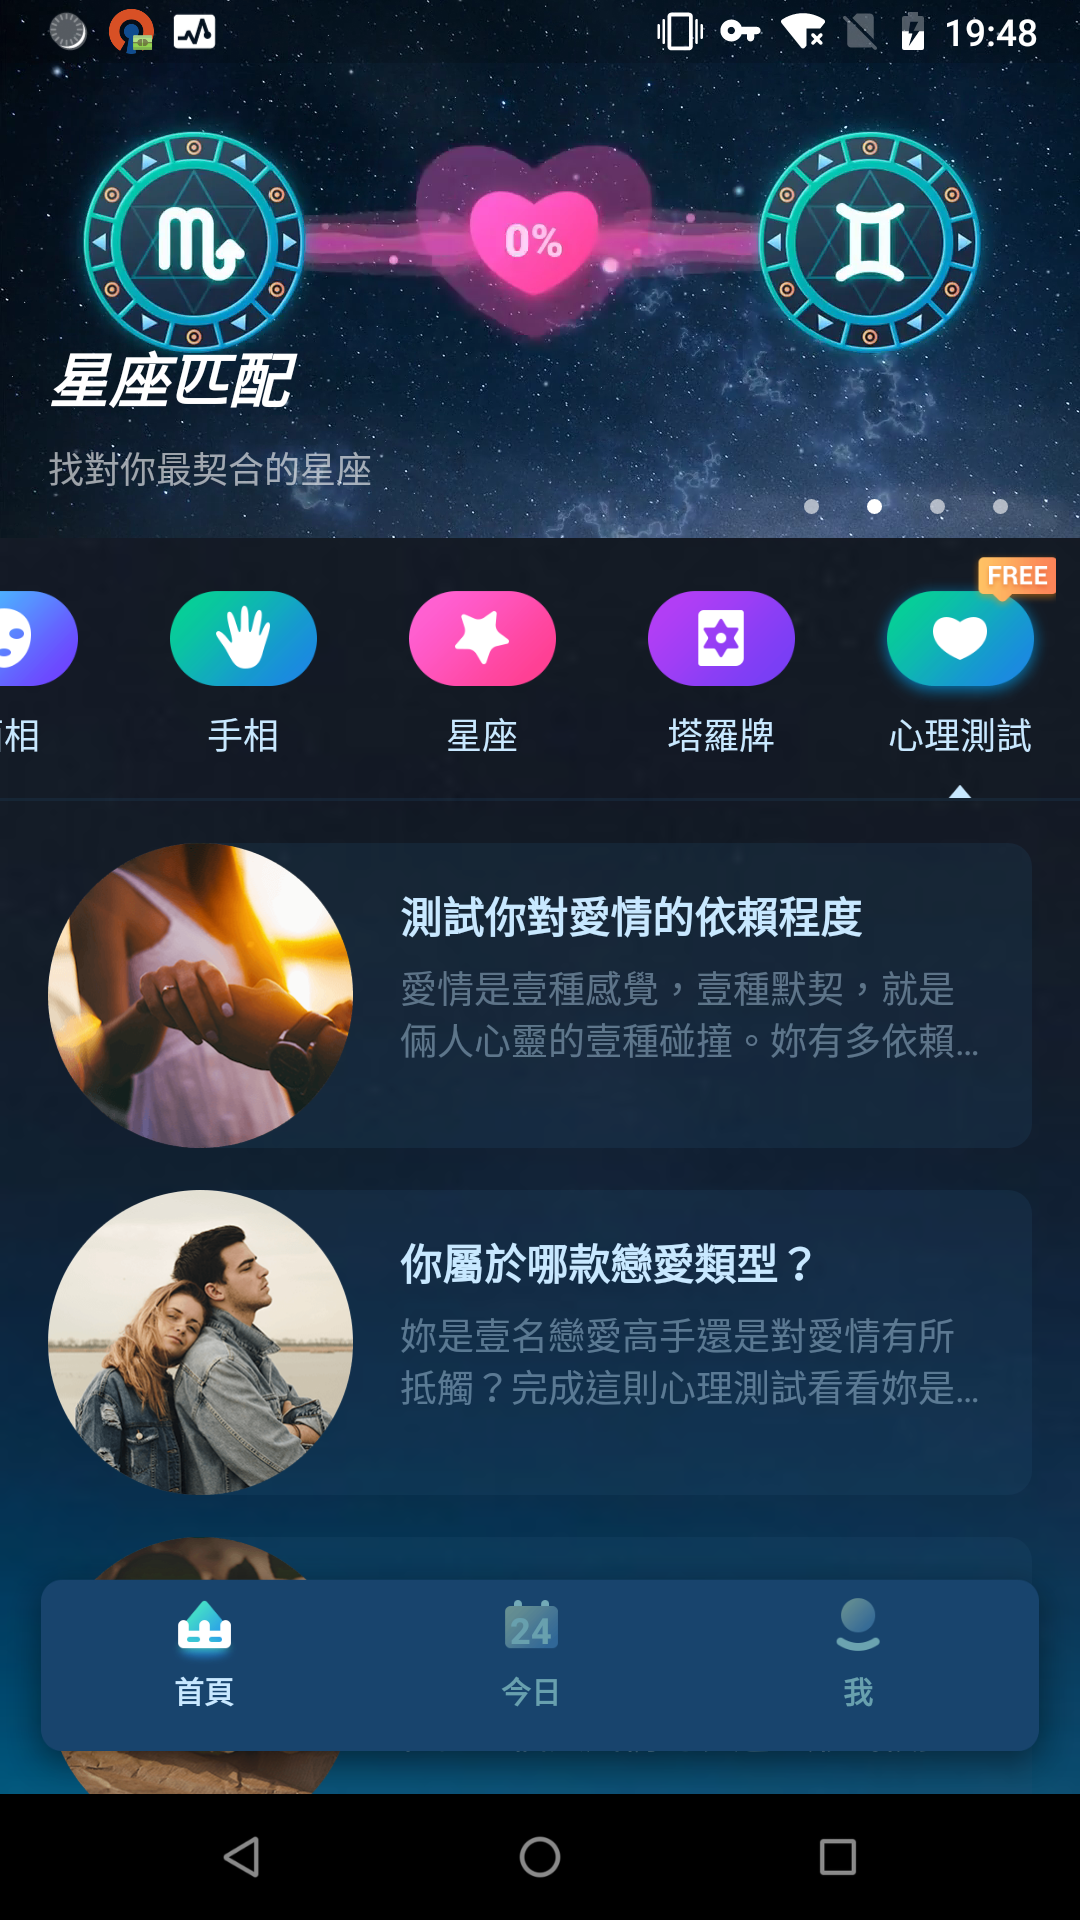 19:48
0%
星座匹配
找對你最契合的星座
FREE
相
手相
星座
塔羅牌
心理測試
測試你對愛情的依賴程度
愛情是壹種感覺，壹種默契，就是
倆人心靈的壹種碰撞。妳有多依賴...
你屬於哪款戀愛類型？
妳是壹名戀愛高手還是對愛情有所
抵觸？完成這則心理測試看看妳是...
24
首頁
今日
我